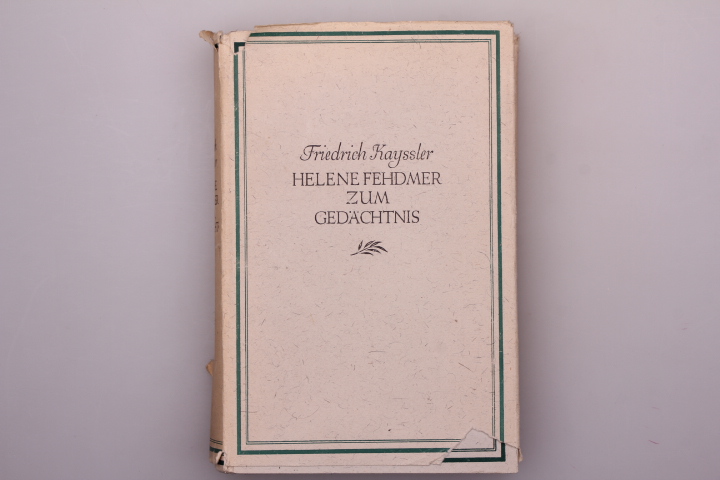 Friedrich Kayssler
HELENE FEHDMER
ZUM
GEDÄCHTNIS